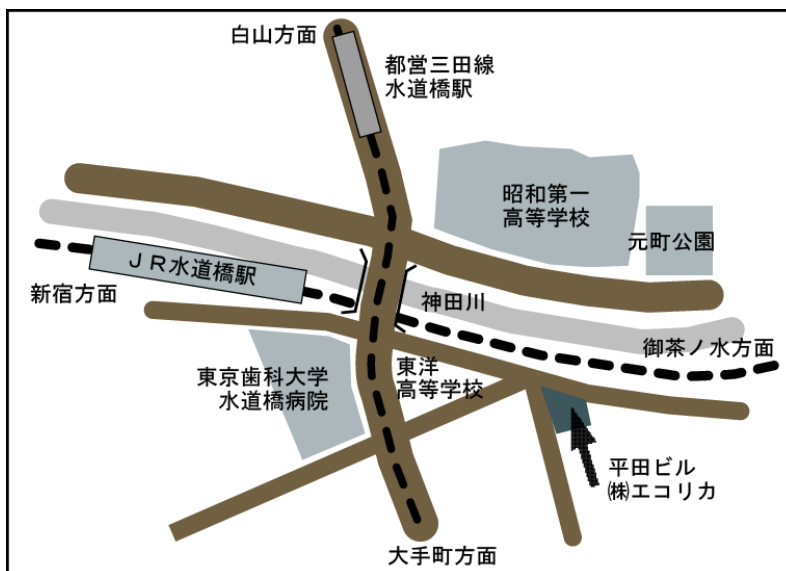 白山方面
都営三田線
水道橋駅
昭和第一
高等学校
元町公園
JR水道橋駅
新宿方面
神田川
御茶ノ水方面
東京歯科大学
水道橋病院
東洋
高等学校
平田ビル
㈱エコリカ
大手町方面